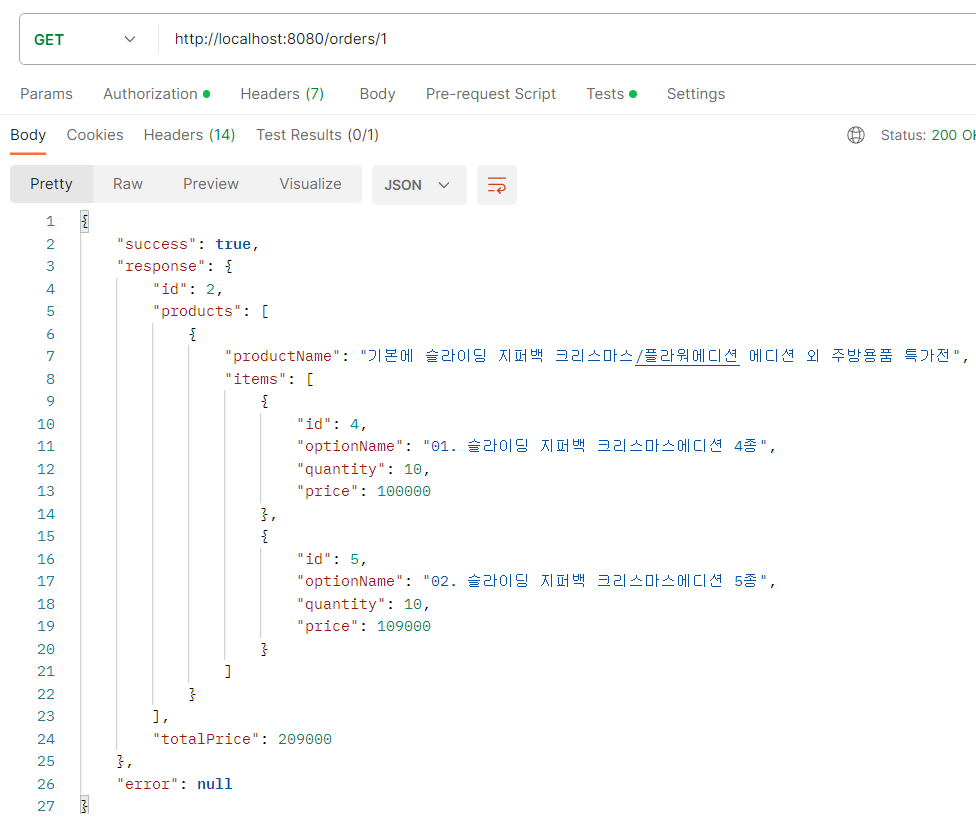 GET http://localhost:8080/orders/1
Params Authorization Headers (7) Body Pre-request Script Tests Settings
Body Cookies Headers (14) Test Results (0/1) Status: 200 OK
Pretty Raw Preview Visualize JSON
1 {
2 "success": true,
3 "response": {
4 "id": 2,
5 "products": [
6 {
7 "productName": "기본에 슬라이딩 지퍼백 크리스마스/플라워에디션 에디션 외 주방용품 특가전",
8 "items": [
9 {
10 "id": 4,
11 "optionName": "01. 슬라이딩 지퍼백 크리스마스에디션 4종",
12 "quantity": 10,
13 "price": 100000
14 },
15 {
16 "id": 5,
17 "optionName": "02. 슬라이딩 지퍼백 크리스마스에디션 5종",
18 "quantity": 10,
19 "price": 109000
20 }
21 ]
22 }
23 ],
24 "totalPrice": 209000
25 },
26 "error": null
27 }